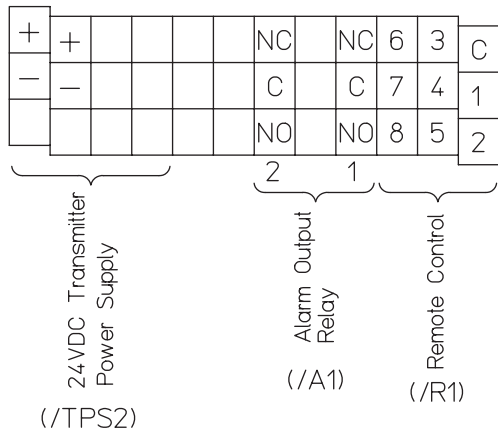 + + NC NC 6 3 C
− − C C 7 4 1
NO NO 8 5 2
2 1
24VDC Transmitter
Power Supply
(/TPS2)
Alarm Output
Relay
(/A1)
Remote Control
(/R1)